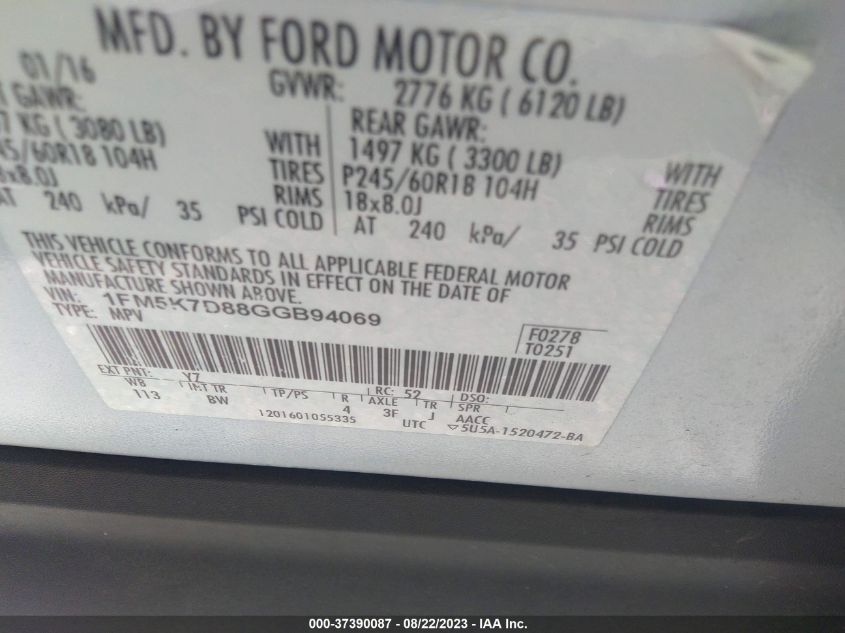 MFD. BY FORD MOTOR CO.
01/16 GVWR: 2776 KG ( 6120 LB)
GAWR: REAR GAWR:
KG ( 3080 LB) WITH 1497 KG ( 3300 LB) WITH
/60R18 104H TIRES P245/60R18 104H TIRES
x8.0J RIMS 18x8.0J RIMS
AT 240 kPa/ 35 PSI COLD AT 240 kPa/ 35 PSI COLD
THIS VEHICLE CONFORMS TO ALL APPLICABLE FEDERAL MOTOR
VEHICLE SAFETY STANDARDS IN EFFECT ON THE DATE OF
MANUFACTURE SHOWN ABOVE.
VIN: 1FM5K7D88GGB94069
TYPE: MPV
F0278
T0251
EXT PNT: Y7 RC: 52 DSO:
WB INT TR TP/PS R AXLE TR SPR
113 BW 4 3F J AACC
1201601055335 UTC ▽5U5A-1520472-BA
000-37390087 - 08/22/2023 - IAA Inc.